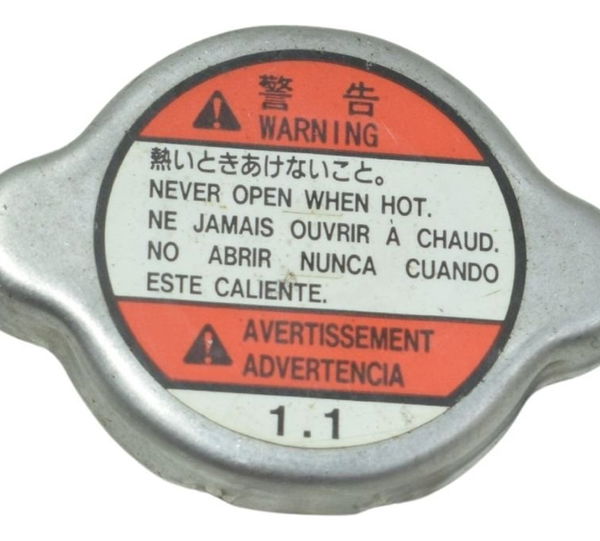 警告
WARNING
熱いときあけないこと。
NEVER OPEN WHEN HOT.
NE JAMAIS OUVRIR À CHAUD.
NO ABRIR NUNCA CUANDO
ESTE CALIENTE.
AVERTISSEMENT
ADVERTENCIA
1.1